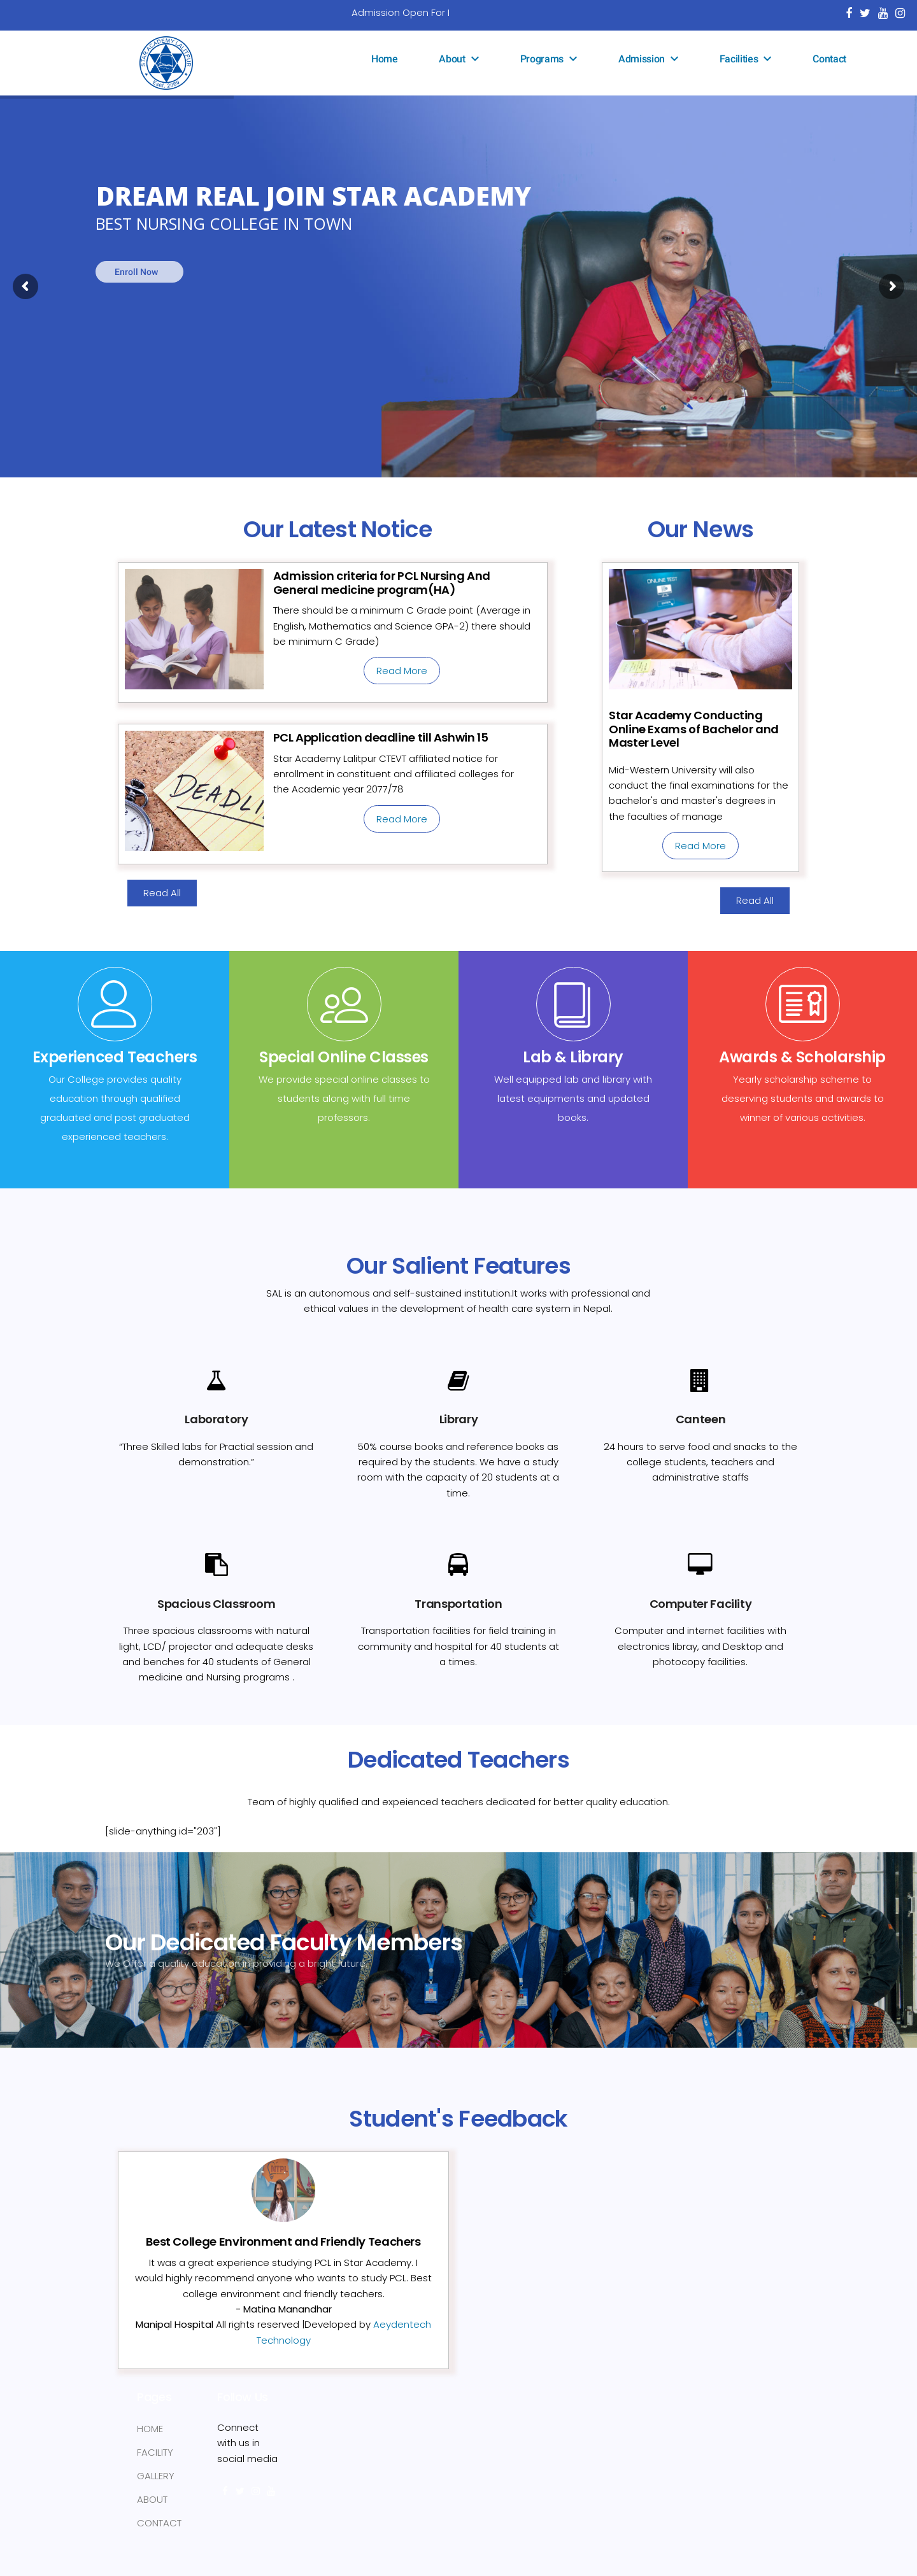 Admission Open For
STAR ACADEMY LALITPUR
Home About Programs Admission Facilities Contact
DREAM REAL JOIN STAR ACADEMY
BEST NURSING COLLEGE IN TOWN
Enroll Now
Our Latest Notice
Admission criteria for PCL Nursing And
General medicine program(HA)
There should be a minimum C Grade point (Average in
English, Mathematics and Science GPA-2) there should
be minimum C Grade)
Read More
DEADLI
PCL Application deadline till Ashwin 15
Star Academy Lalitpur CTEVT affiliated notice for
enrollment in constituent and affiliated colleges for
the Academic year 2077/78
Read More
Read All
Our News
ONLINE TEST
Star Academy Conducting
Online Exams of Bachelor and
Master Level
Mid-Western University will also
conduct the final examinations for the
bachelor's and master's degrees in
the faculties of manage
Read More
Read All
Experienced Teachers
Our College provides quality
education through qualified
graduated and post graduated
experienced teachers.
Special Online Classes
We provide special online classes to
students along with full time
professors.
Lab & Library
Well equipped lab and library with
latest equipments and updated
books.
Awards & Scholarship
Yearly scholarship scheme to
deserving students and awards to
winner of various activities.
Our Salient Features
SAL is an autonomous and self-sustained institution.It works with professional and
ethical values in the development of health care system in Nepal.
Laboratory
“Three Skilled labs for Practial session and
demonstration.”
Library
50% course books and reference books as
required by the students. We have a study
room with the capacity of 20 students at a
time.
Canteen
24 hours to serve food and snacks to the
college students, teachers and
administrative staffs
Spacious Classroom
Three spacious classrooms with natural
light, LCD/ projector and adequate desks
and benches for 40 students of General
medicine and Nursing programs .
Transportation
Transportation facilities for field training in
community and hospital for 40 students at
a times.
Computer Facility
Computer and internet facilities with
electronics libray, and Desktop and
photocopy facilities.
Dedicated Teachers
Team of highly qualified and expeienced teachers dedicated for better quality education.
[slide-anything id="203"]
Our Dedicated Faculty Members
We Offer a quality education in providing a bright future.
Student's Feedback
Best College Environment and Friendly Teachers
It was a great experience studying PCL in Star Academy. I
would highly recommend anyone who wants to study PCL. Best
college environment and friendly teachers.
- Matina Manandhar
Manipal Hospital All rights reserved |Developed by Aeydentech
Technology
HOME
FACILITY
GALLERY
ABOUT
CONTACT
Connect
with us in
social media